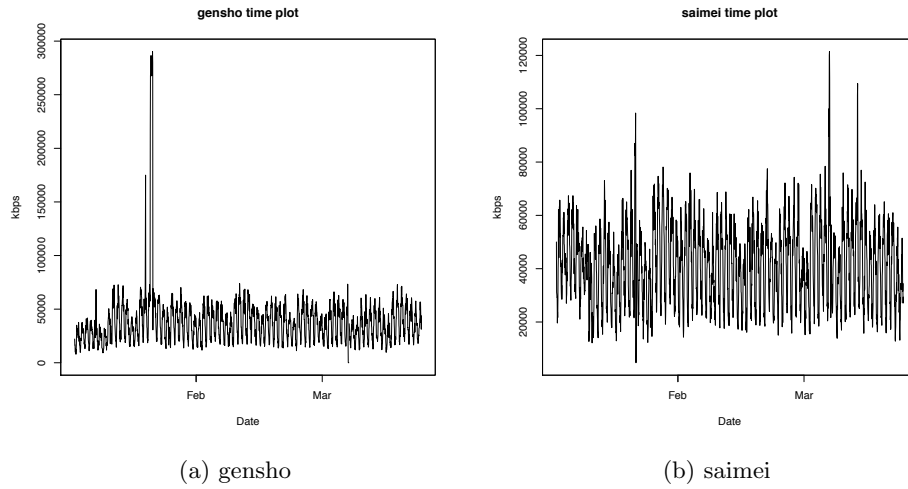 gensho time plot
kbps
0
50000
100000
150000
200000
250000
300000
Feb
Mar
Date
(a) gensho
saimei time plot
kbps
20000
40000
60000
80000
100000
120000
Feb
Mar
Date
(b) saimei